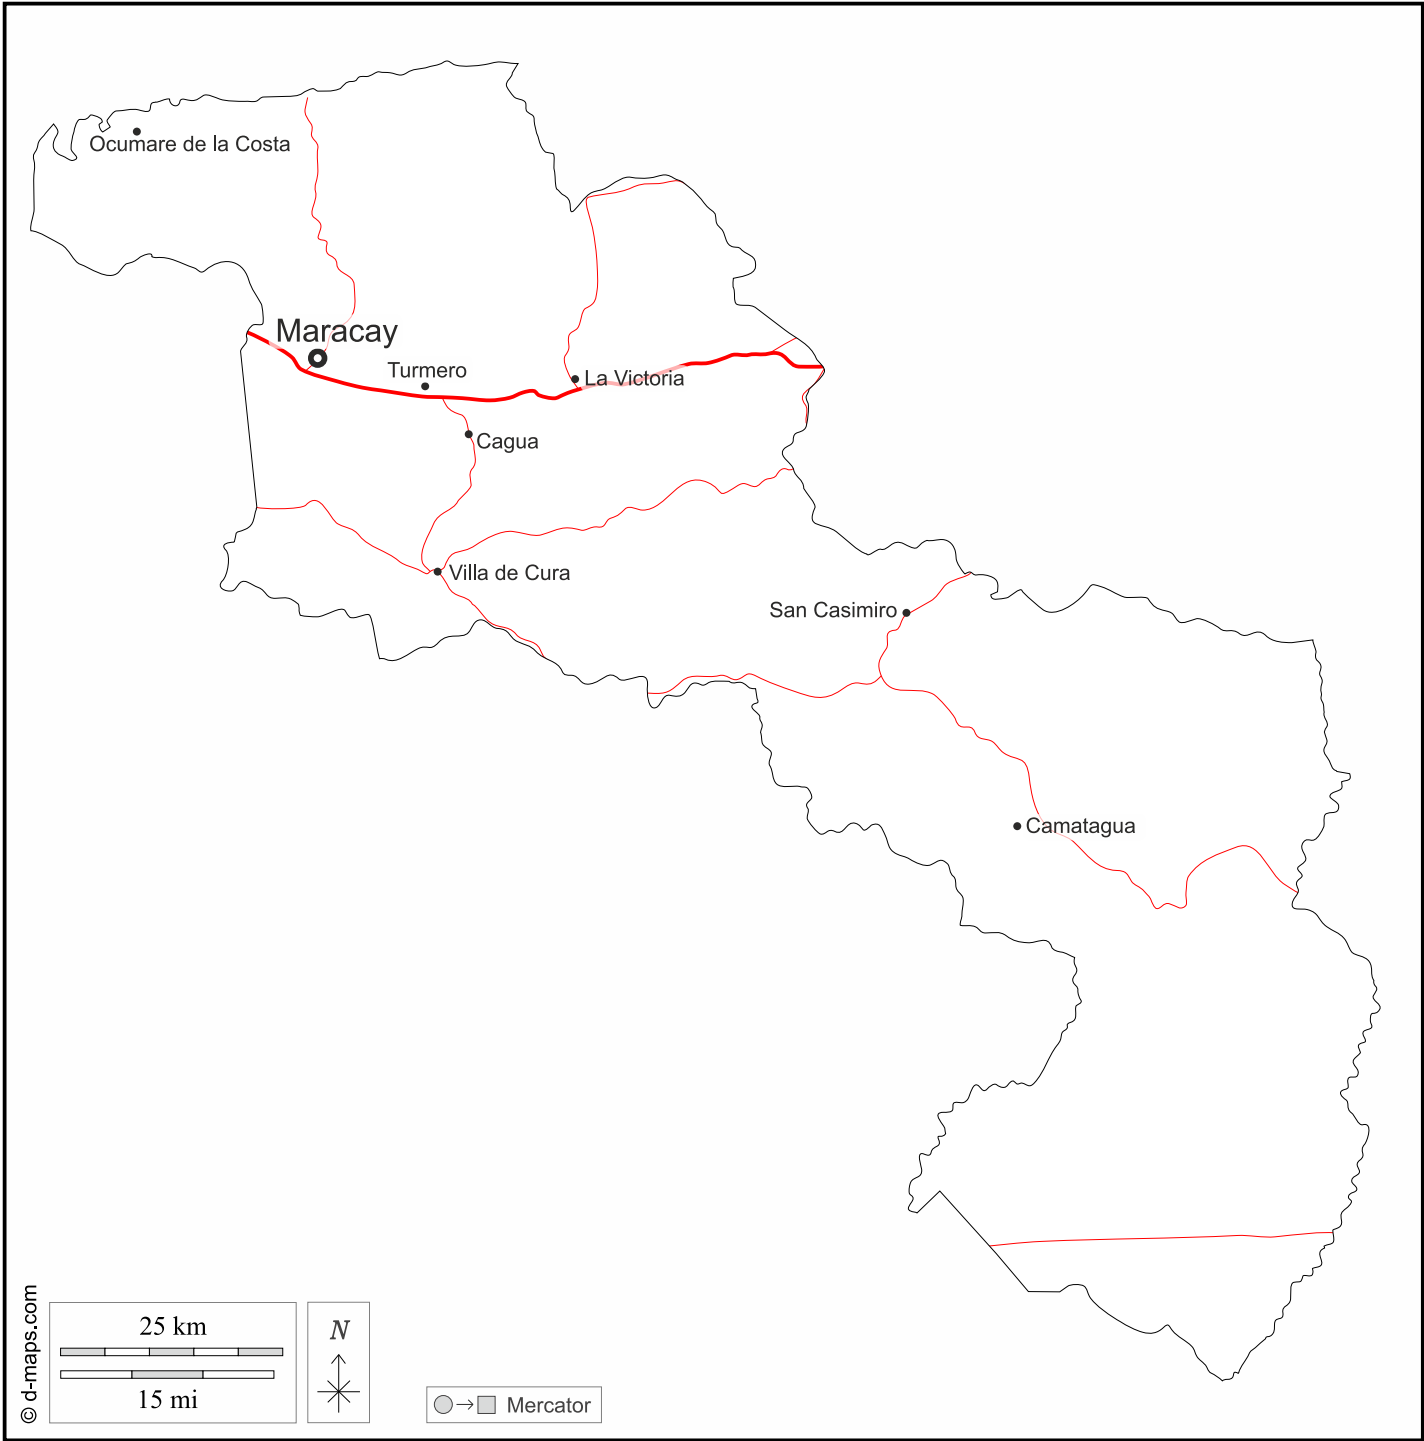 Ocumare de la Costa
Maracay
Turmero
La Victoria
Cagua
Villa de Cura
San Casimiro
Camatagua
© d-maps.com
25 km
15 mi
N
Mercator